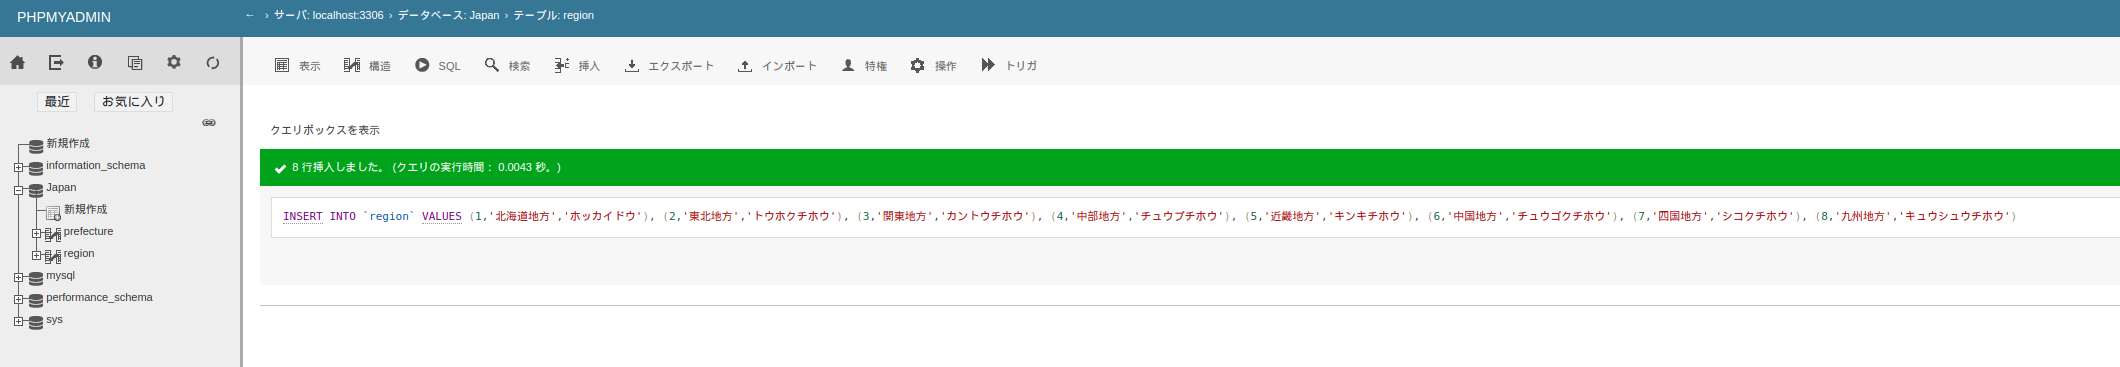 PHPMYADMIN
← › サーバ: localhost:3306 › データベース: Japan › テーブル: region
表示 構造 SQL 検索 挿入 エクスポート インポート 特権 操作 トリガ
最近 お気に入り
新規作成
information_schema
Japan
新規作成
prefecture
region
mysql
performance_schema
sys
クエリボックスを表示
8 行挿入しました。 (クエリの実行時間： 0.0043 秒。)
INSERT INTO `region` VALUES (1,'北海道地方','ホッカイドウ'), (2,'東北地方','トウホクチホウ'), (3,'関東地方','カントウチホウ'), (4,'中部地方','チュウブチホウ'), (5,'近畿地方','キンキチホウ'), (6,'中国地方','チュウゴクチホウ'), (7,'四国地方','シコクチホウ'), (8,'九州地方','キュウシュウチホウ')